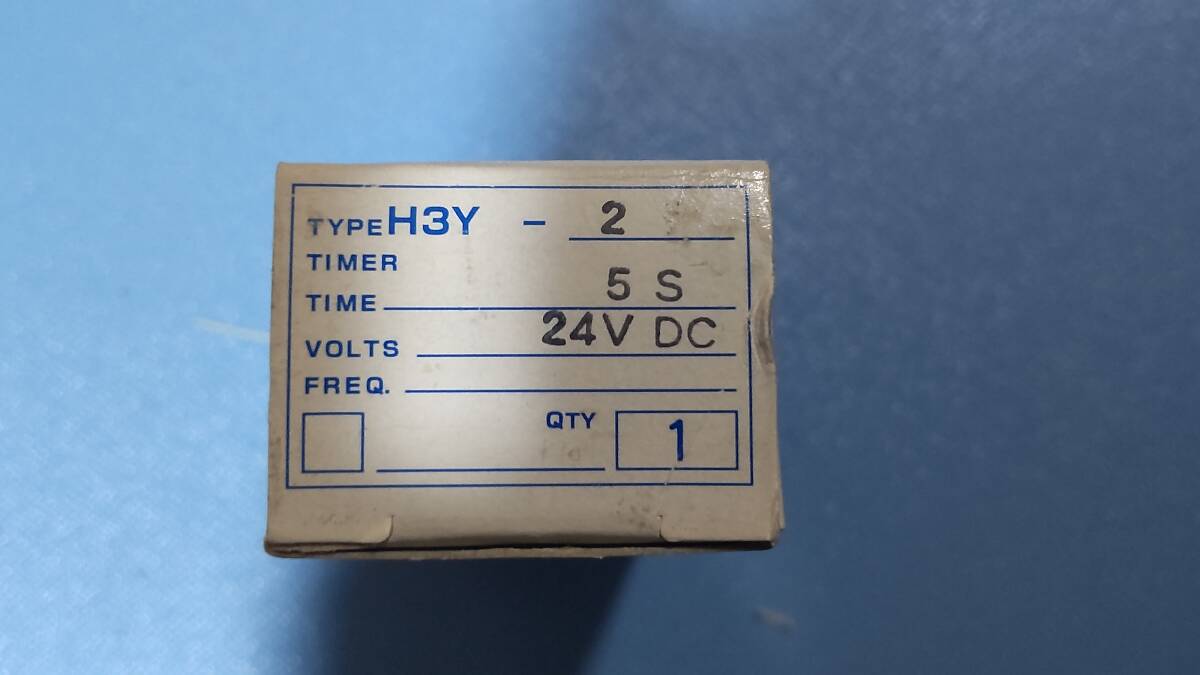 TYPE H3Y - 2
TIMER
TIME 5 S
VOLTS 24V DC
FREQ.
QTY 1